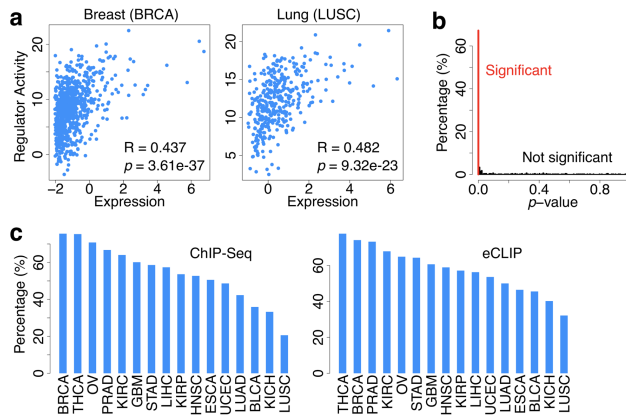 a
Breast (BRCA)
Lung (LUSC)
Regulator Activity
20
10
0
R = 0.437
p = 3.61e-37
−2 0 2 4 6
Expression
20
15
10
5
R = 0.482
p = 9.32e-23
0 2 4 6
Expression
b
Percentage (%)
60
40
20
0
Significant
Not significant
0.0 0.4 0.8
p−value
c
ChIP-Seq
Percentage (%)
60
40
20
0
BRCA
THCA
OV
PRAD
KIRC
GBM
STAD
LIHC
KIRP
HNSC
ESCA
UCEC
LUAD
BLCA
KICH
LUSC
eCLIP
60
40
20
0
THCA
BRCA
PRAD
KIRC
OV
STAD
GBM
HNSC
KIRP
LIHC
UCEC
LUAD
ESCA
BLCA
KICH
LUSC